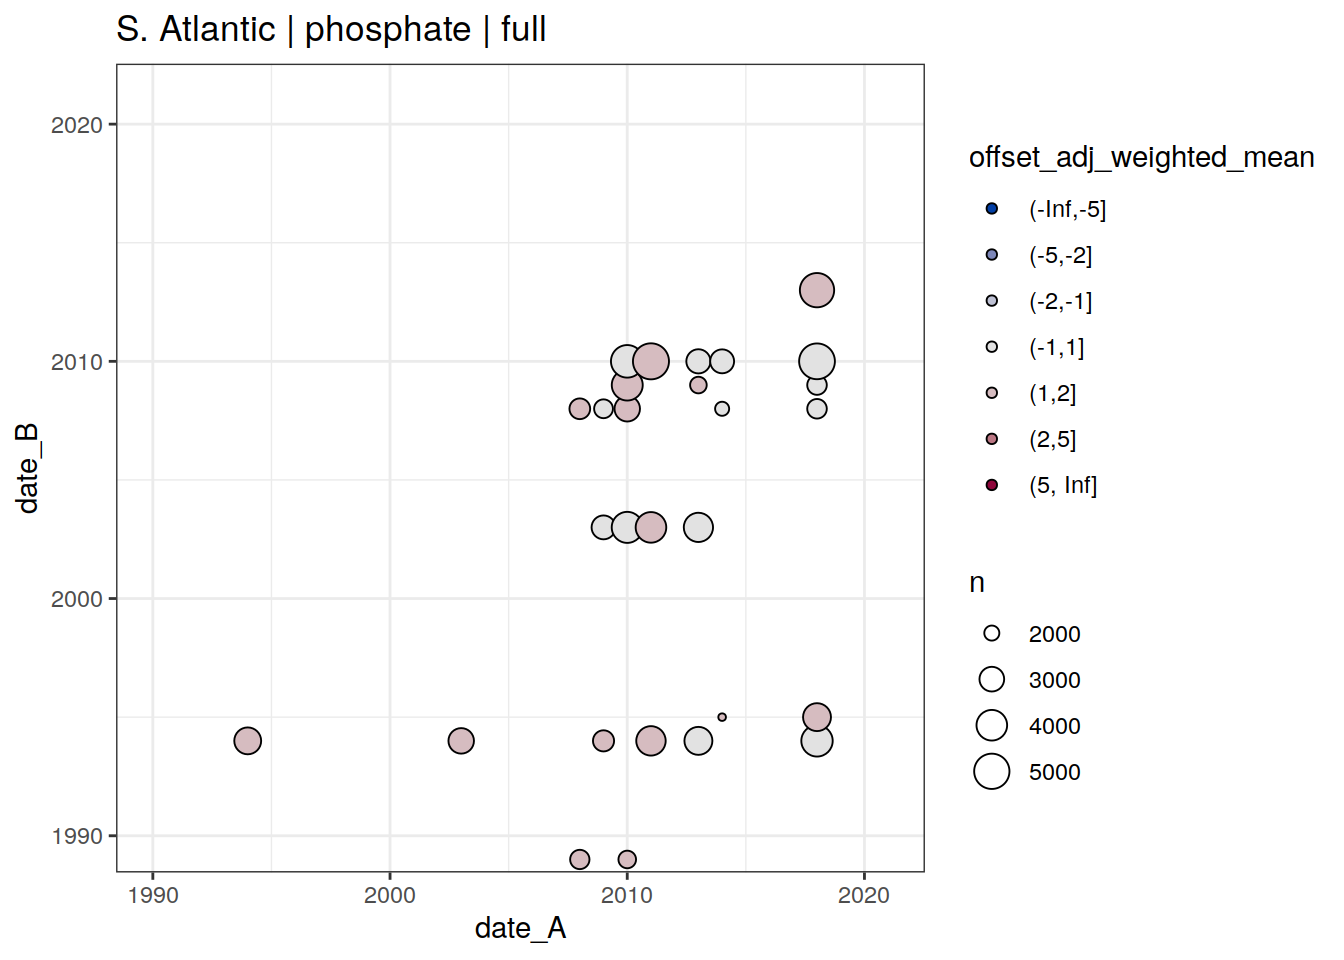 S. Atlantic | phosphate | full
2020
2010
2000
1990
date_B
1990 2000 2010 2020
date_A
offset_adj_weighted_mean
(-Inf,-5]
(-5,-2]
(-2,-1]
(-1,1]
(1,2]
(2,5]
(5, Inf]
n
2000
3000
4000
5000